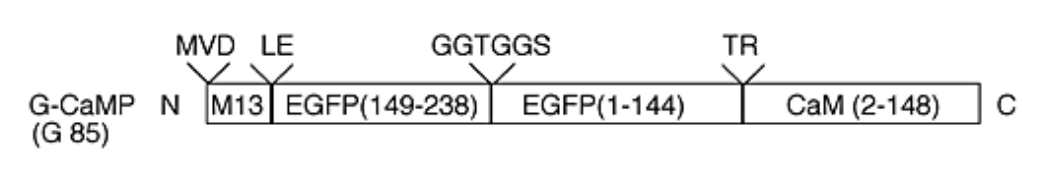 MVD LE GGTGGS TR
G-CaMP N M13 EGFP(149-238) EGFP(1-144) CaM (2-148) C
(G 85)